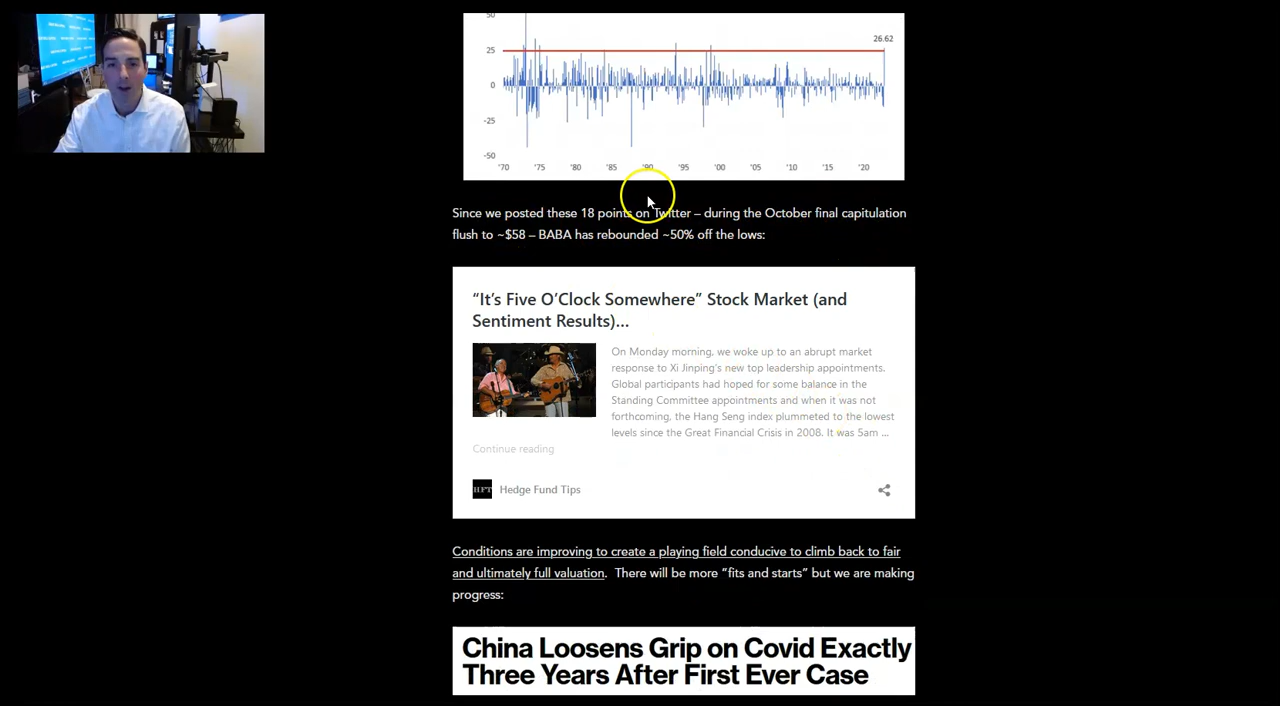 50
26.62
25
0
-25
-50
'70 '75 '80 '85 '90 '95 '00 '05 '10 '15 '20
Since we posted these 18 points on Twitter – during the October final capitulation
flush to ~$58 – BABA has rebounded ~50% off the lows:
“It’s Five O’Clock Somewhere” Stock Market (and
Sentiment Results)…
On Monday morning, we woke up to an abrupt market
response to Xi Jinping’s new top leadership appointments.
Global participants had hoped for some balance in the
Standing Committee appointments and when it was not
forthcoming, the Hang Seng index plummeted to the lowest
levels since the Great Financial Crisis in 2008. It was 5am ...
Continue reading
HFT Hedge Fund Tips
Conditions are improving to create a playing field conducive to climb back to fair
and ultimately full valuation. There will be more “fits and starts” but we are making
progress:
China Loosens Grip on Covid Exactly
Three Years After First Ever Case